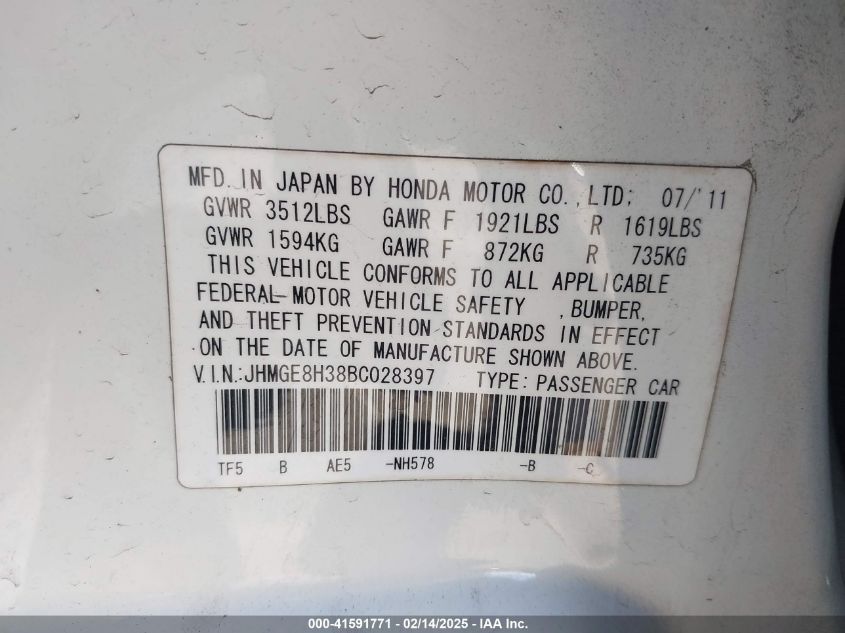 MFD. IN JAPAN BY HONDA MOTOR CO., LTD; 07/'11
GVWR 3512LBS GAWR F 1921LBS R 1619LBS
GVWR 1594KG GAWR F 872KG R 735KG
THIS VEHICLE CONFORMS TO ALL APPLICABLE
FEDERAL MOTOR VEHICLE SAFETY , BUMPER,
AND THEFT PREVENTION STANDARDS IN EFFECT
ON THE DATE OF MANUFACTURE SHOWN ABOVE.
V.I.N.:JHMGE8H38BC028397 TYPE: PASSENGER CAR
TF5 B AE5 -NH578 -B -C
000-41591771 - 02/14/2025 - IAA Inc.